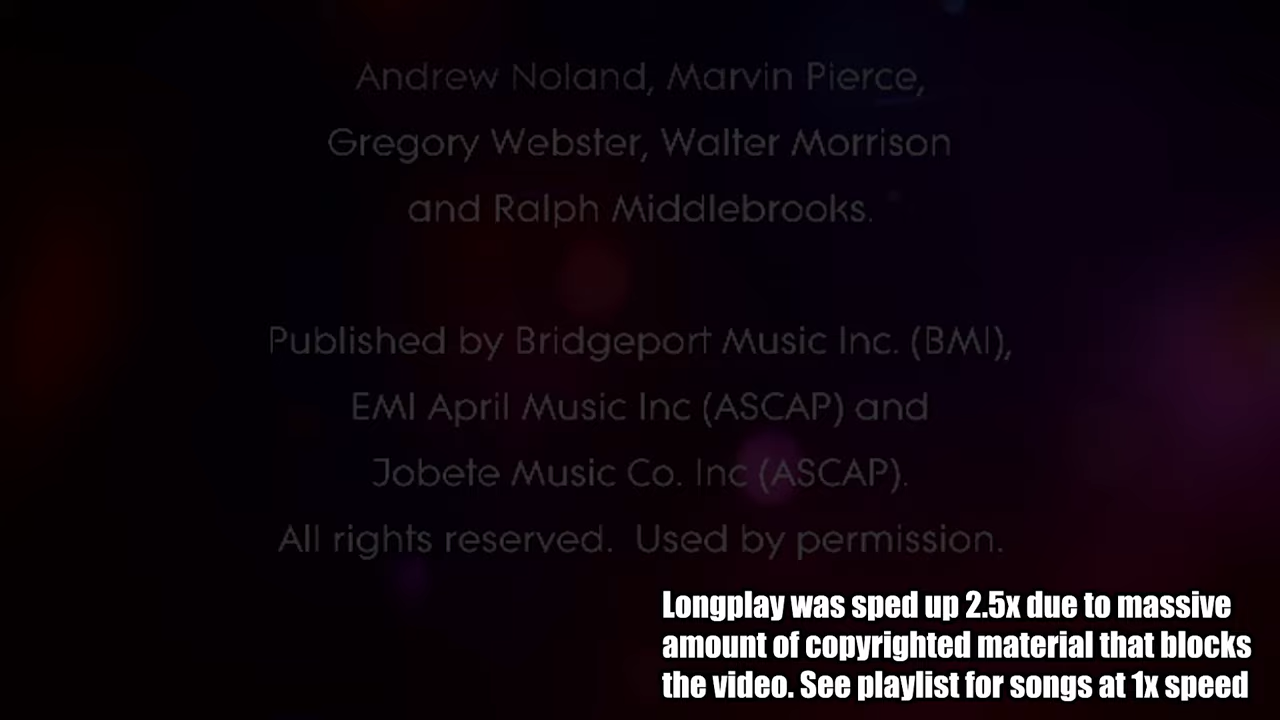 Andrew Noland, Marvin Pierce,
Gregory Webster, Walter Morrison
and Ralph Middlebrooks.
Published by Bridgeport Music Inc. (BMI),
EMI April Music Inc (ASCAP) and
Jobete Music Co. Inc (ASCAP).
All rights reserved.  Used by permission.
Longplay was sped up 2.5x due to massive
amount of copyrighted material that blocks
the video. See playlist for songs at 1x speed